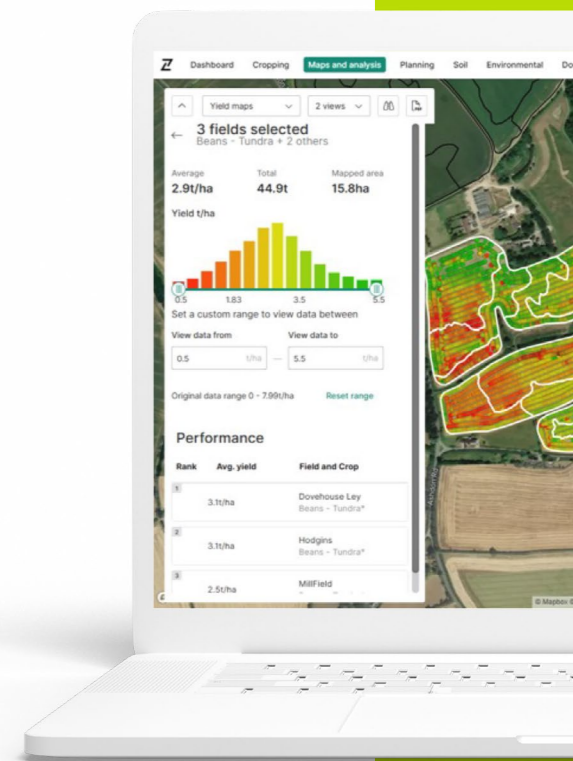 Dashboard Cropping Maps and analysis Planning Soil Environmental Do
Yield maps 2 views
3 fields selected
Beans - Tundra + 2 others
Average Total Mapped area
2.9t/ha 44.9t 15.8ha
Yield t/ha
0.5 1.83 3.5 5.5
Set a custom range to view data between
View data from View data to
0.5 t/ha — 5.5 t/ha
Original data range 0 - 7.99t/ha Reset range
Performance
Rank Avg. yield Field and Crop
1 3.1t/ha Dovehouse Ley
Beans - Tundra*
2 3.1t/ha Hodgins
Beans - Tundra*
3 2.5t/ha MillField
© Mapbox ©